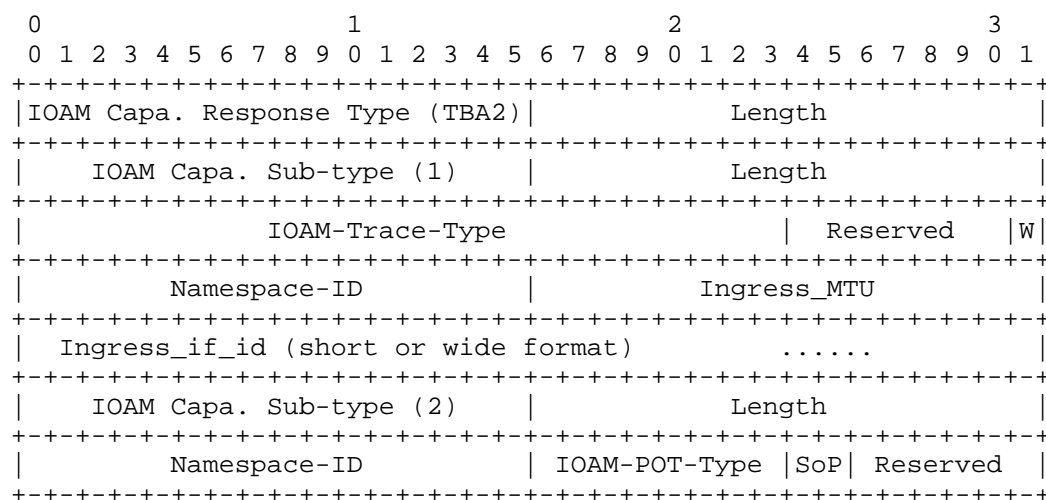 0                   1                   2                   3
 0 1 2 3 4 5 6 7 8 9 0 1 2 3 4 5 6 7 8 9 0 1 2 3 4 5 6 7 8 9 0 1
+-+-+-+-+-+-+-+-+-+-+-+-+-+-+-+-+-+-+-+-+-+-+-+-+-+-+-+-+-+-+-+-+
|IOAM Capa. Response Type (TBA2)|            Length             |
+-+-+-+-+-+-+-+-+-+-+-+-+-+-+-+-+-+-+-+-+-+-+-+-+-+-+-+-+-+-+-+-+
|    IOAM Capa. Sub-type (1)    |            Length             |
+-+-+-+-+-+-+-+-+-+-+-+-+-+-+-+-+-+-+-+-+-+-+-+-+-+-+-+-+-+-+-+-+
|               IOAM-Trace-Type                 |  Reserved   |W|
+-+-+-+-+-+-+-+-+-+-+-+-+-+-+-+-+-+-+-+-+-+-+-+-+-+-+-+-+-+-+-+-+
|         Namespace-ID          |          Ingress_MTU          |
+-+-+-+-+-+-+-+-+-+-+-+-+-+-+-+-+-+-+-+-+-+-+-+-+-+-+-+-+-+-+-+-+
|  Ingress_if_id (short or wide format)         ......          |
+-+-+-+-+-+-+-+-+-+-+-+-+-+-+-+-+-+-+-+-+-+-+-+-+-+-+-+-+-+-+-+-+
|    IOAM Capa. Sub-type (2)    |            Length             |
+-+-+-+-+-+-+-+-+-+-+-+-+-+-+-+-+-+-+-+-+-+-+-+-+-+-+-+-+-+-+-+-+
|         Namespace-ID          | IOAM-POT-Type |SoP| Reserved  |
+-+-+-+-+-+-+-+-+-+-+-+-+-+-+-+-+-+-+-+-+-+-+-+-+-+-+-+-+-+-+-+-+